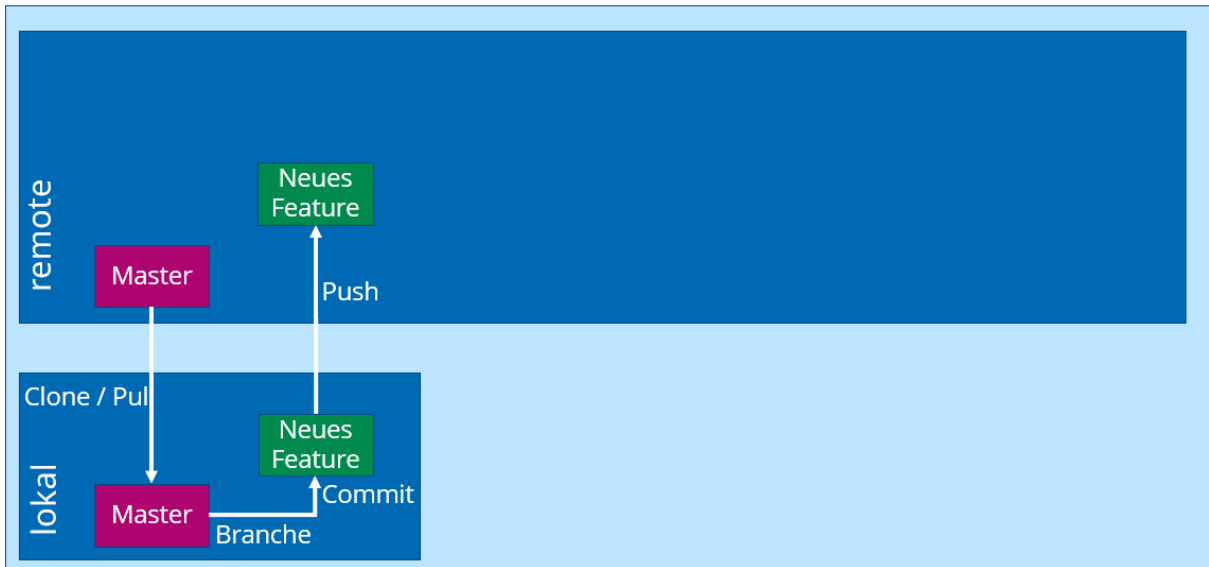 remote
Neues
Feature
Master
Push
Clone / Pul
lokal
Neues
Feature
Commit
Master
Branche